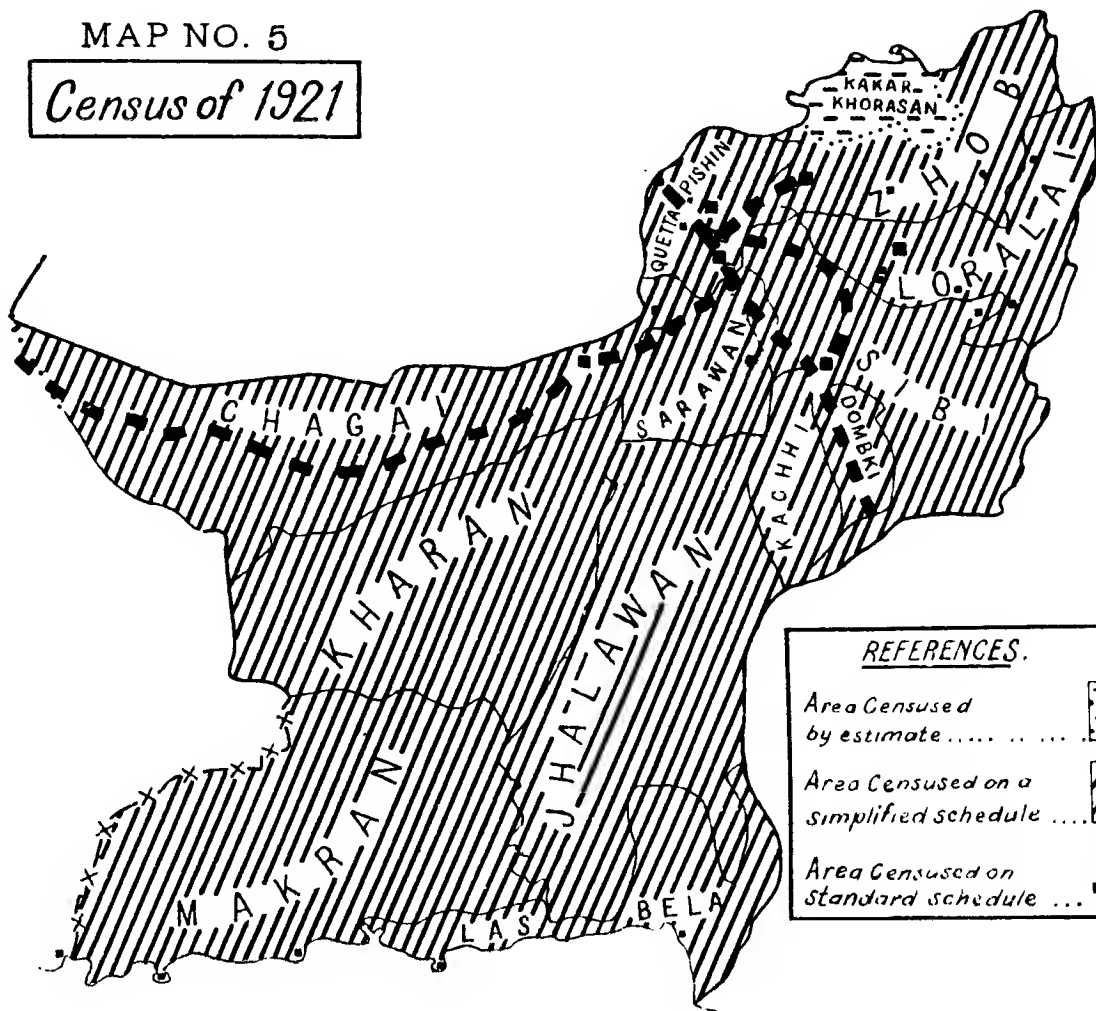 MAP NO. 5
Census of 1921
KAKAR
KHORASAN
ZHOB
PISHIN
QUETTA
LORALAI
SARAWAN
SIBI
DOMBKI
KACHHI
CHAGAI
KHARAN
JHALAWAN
MAKRAN
LAS BELA
REFERENCES.
Area Censused
by estimate .... .. .. ...
Area Censused on a
simplified schedule ....
Area Censused on
standard schedule ...